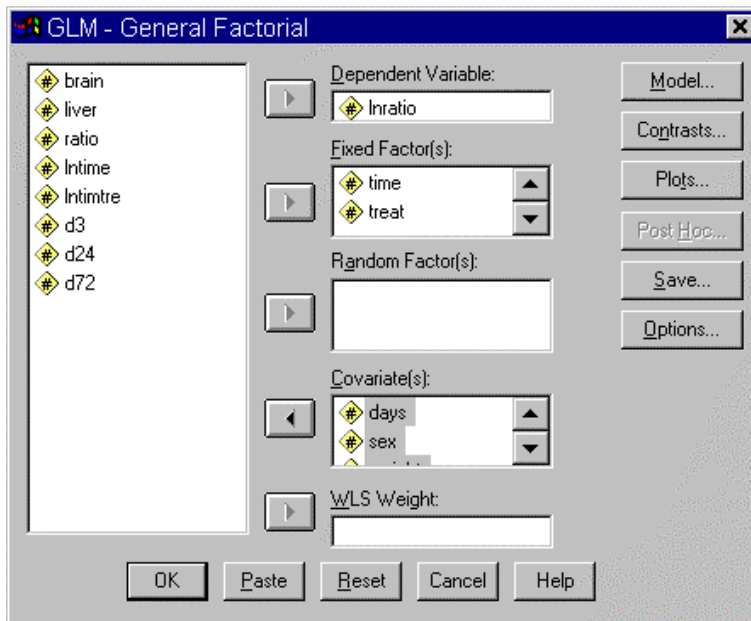 GLM - General Factorial
brain
liver
ratio
lntime
lntimtre
d3
d24
d72
Dependent Variable:
lnratio
Fixed Factor(s):
time
treat
Random Factor(s):
Covariate(s):
days
sex
WLS Weight:
Model...
Contrasts...
Plots...
Post Hoc...
Save...
Options...
OK
Paste
Reset
Cancel
Help